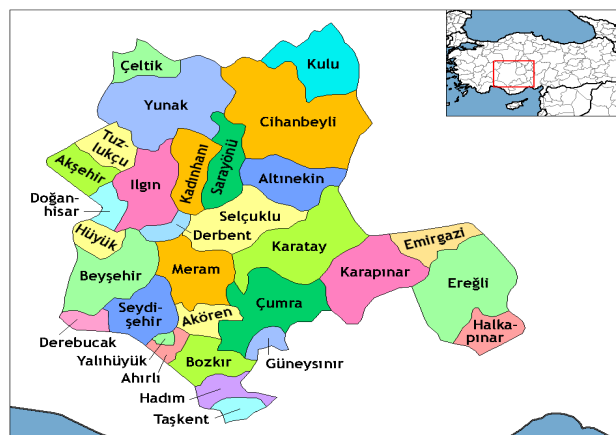 Çeltik
Kulu
Yunak
Cihanbeyli
Tuz-
lukçu
Akşehir
Ilgın
Kadınhanı
Sarayönü
Altınekin
Doğan-
hisar
Selçuklu
Derbent
Hüyük
Karatay
Emirgazi
Beyşehir
Meram
Karapınar
Ereğli
Seydi-
şehir
Akören
Çumra
Halka-
pınar
Derebucak
Yalıhüyük
Ahırlı
Bozkır
Güneysınır
Hadım
Taşkent